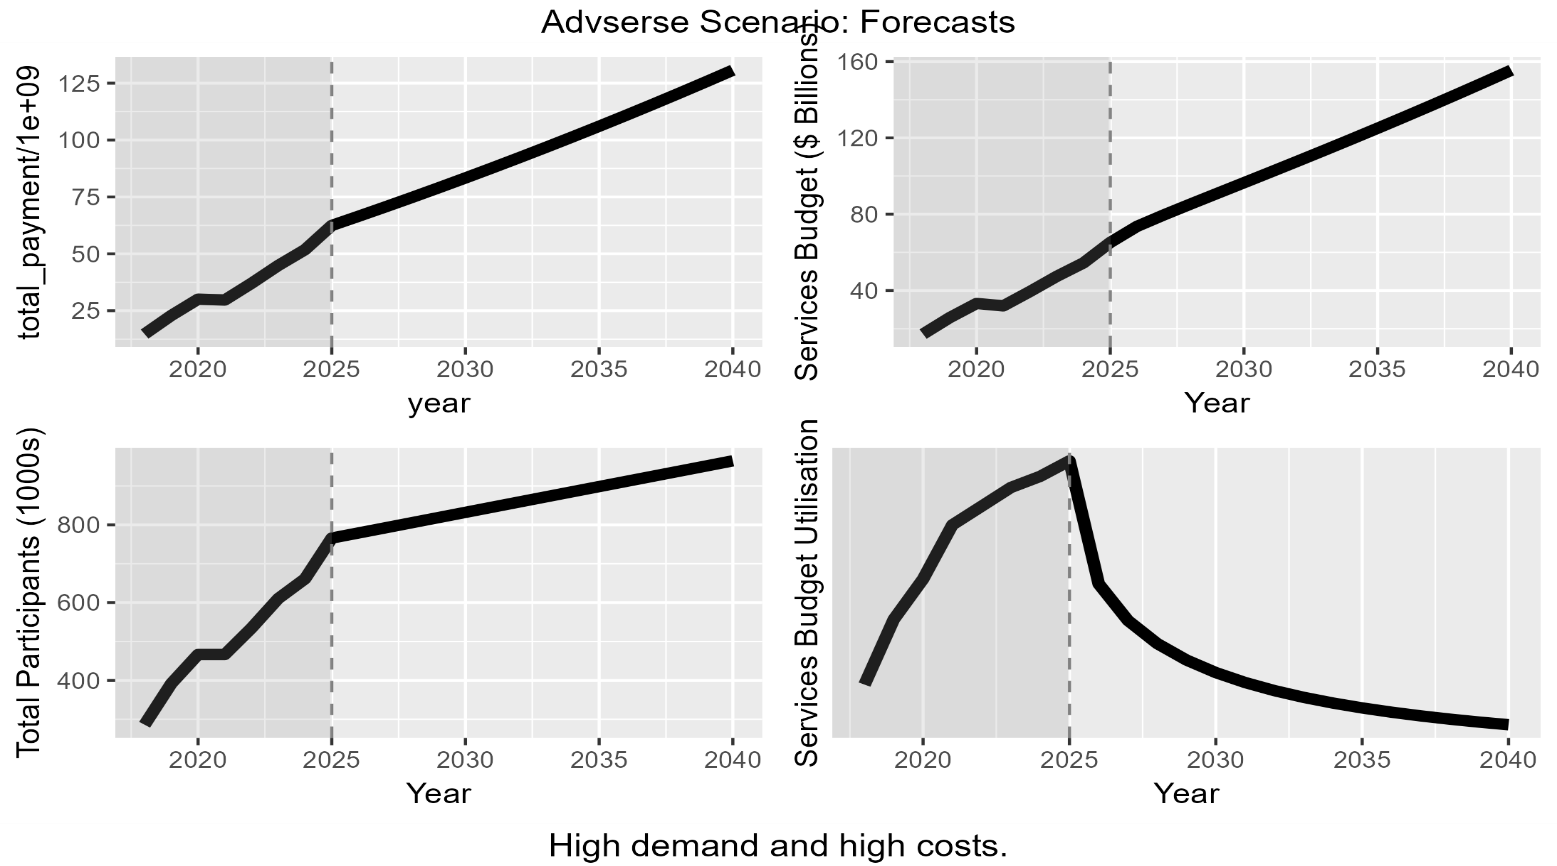 Advserse Scenario: Forecasts
total_payment/1e+09
125
100
75
50
25
2020 2025 2030 2035 2040
year
Services Budget ($ Billions)
160
120
80
40
2020 2025 2030 2035 2040
Year
Total Participants (1000s)
800
600
400
2020 2025 2030 2035 2040
Year
Services Budget Utilisation
2020 2025 2030 2035 2040
Year
High demand and high costs.